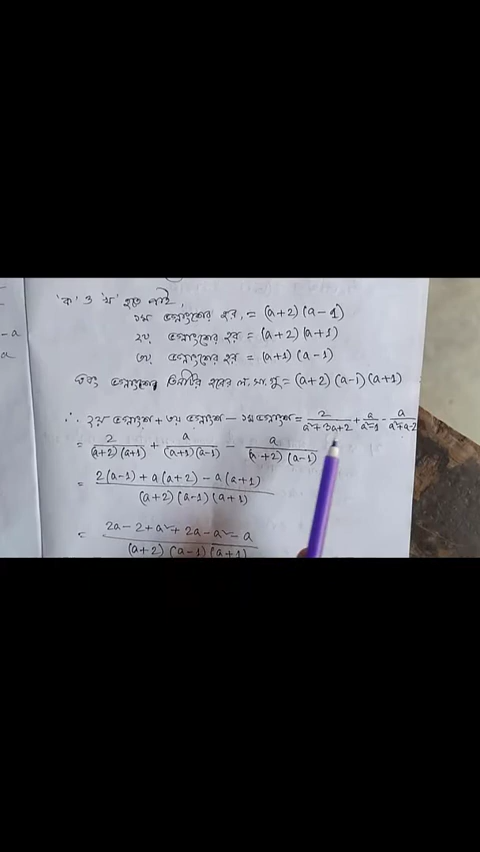 'ক' ও 'খ' হতে পাই,
১ম ভগ্নাংশের হর, = (a+2) (a-1)
২য় ভগ্নাংশের হর = (a+2) (a+1)
৩য় ভগ্নাংশের হর = (a+1) (a-1)
এবং ভগ্নাংশ তিনটির হরের ল. সা. গু = (a+2) (a-1) (a+1)
∴ ২য় ভগ্নাংশ + ৩য় ভগ্নাংশ - ১ম ভগ্নাংশ = 2/(a²+3a+2) + a/(a²-1) - a/(a²+a-2)
= 2/((a+2)(a+1)) + a/((a+1)(a-1)) - a/((a+2)(a-1))
= (2(a-1) + a(a+2) - a(a+1))/((a+2)(a-1)(a+1))
= (2a-2+a²+2a-a²-a)/((a+2)(a-1)(a+1))
-a
a